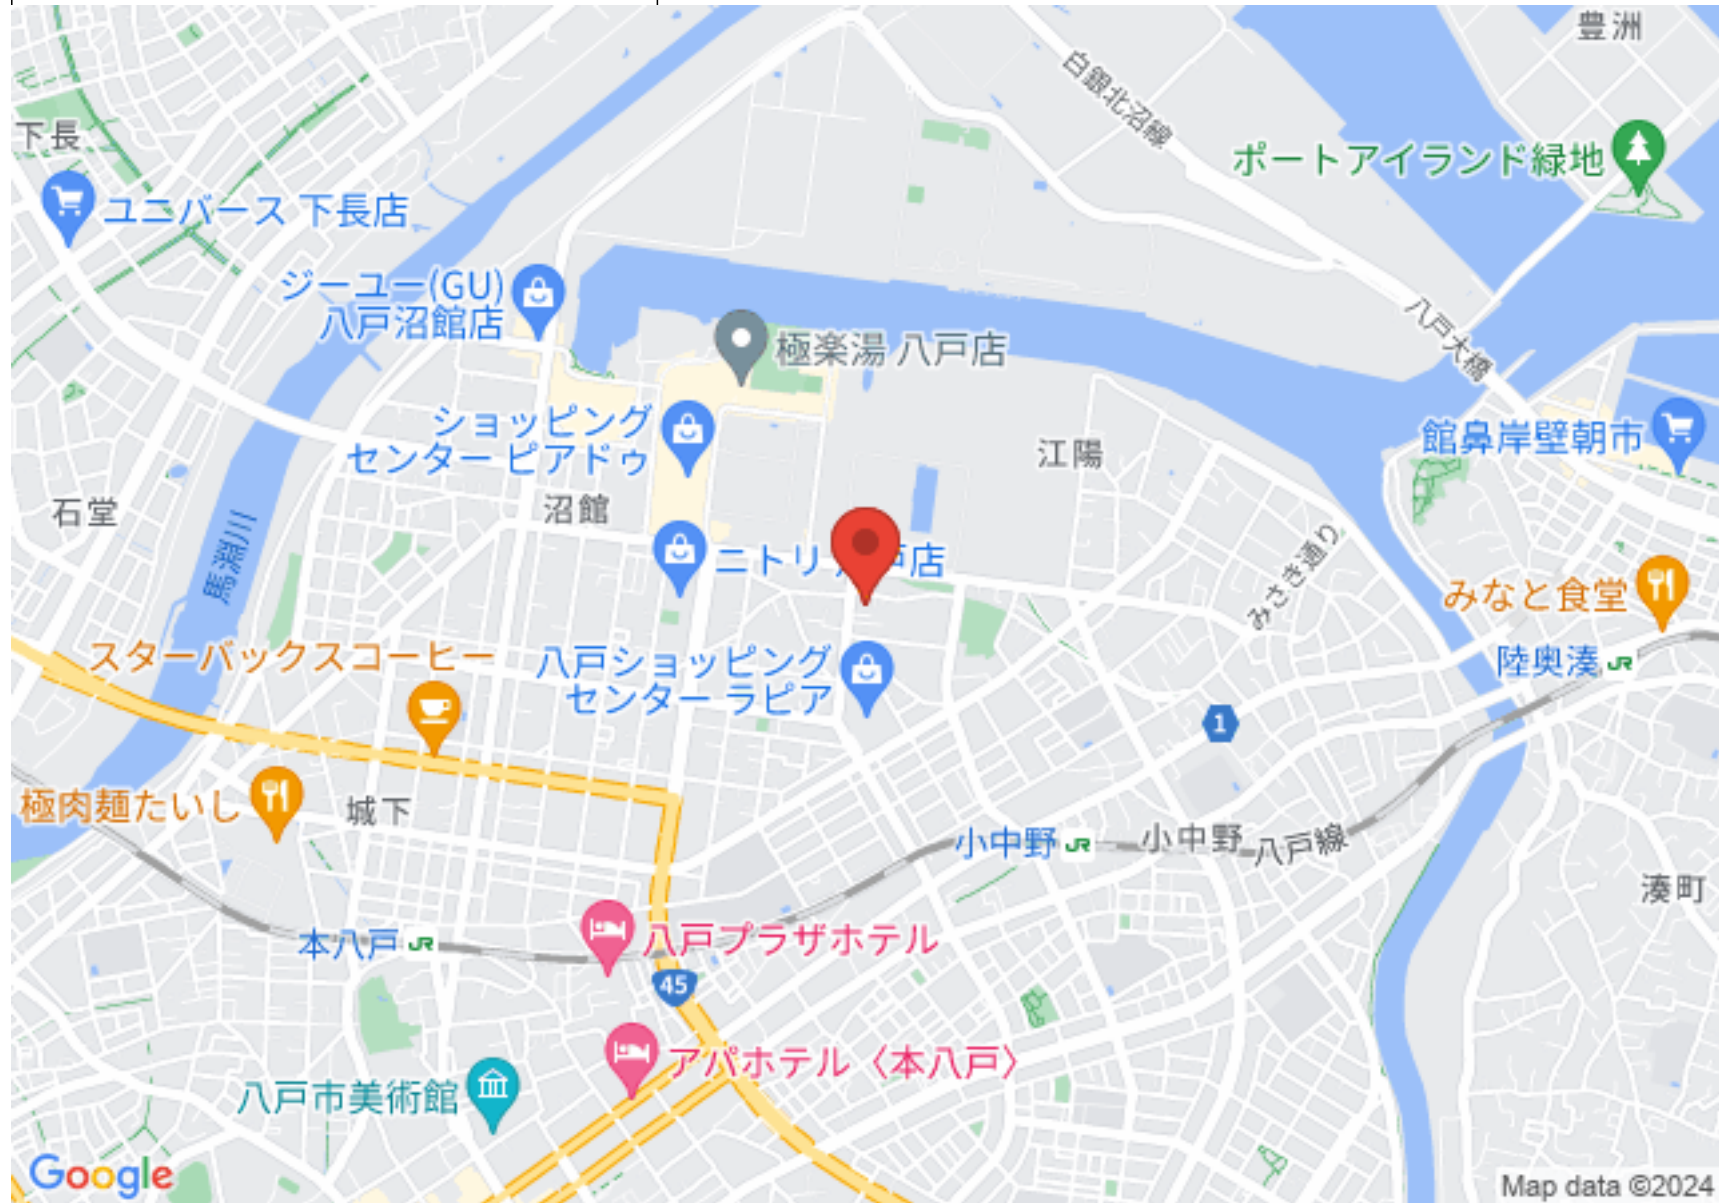 豊洲
白銀北沼線
下長
ポートアイランド緑地
ユニバース 下長店
ジーユー(GU)
八戸沼館店
八戸大橋
極楽湯 八戸店
ショッピング
センター ピアドゥ
館鼻岸壁朝市
江陽
石堂
沼館
馬淵川
ニトリ 八戸店
みさき通り
みなと食堂
スターバックスコーヒー
八戸ショッピング
センター ラピア
陸奥湊 JR
1
極肉麺たいし
城下
小中野 JR
小中野
八戸線
湊町
本八戸 JR
八戸プラザホテル
45
アパホテル〈本八戸〉
八戸市美術館
Google
Map data ©2024